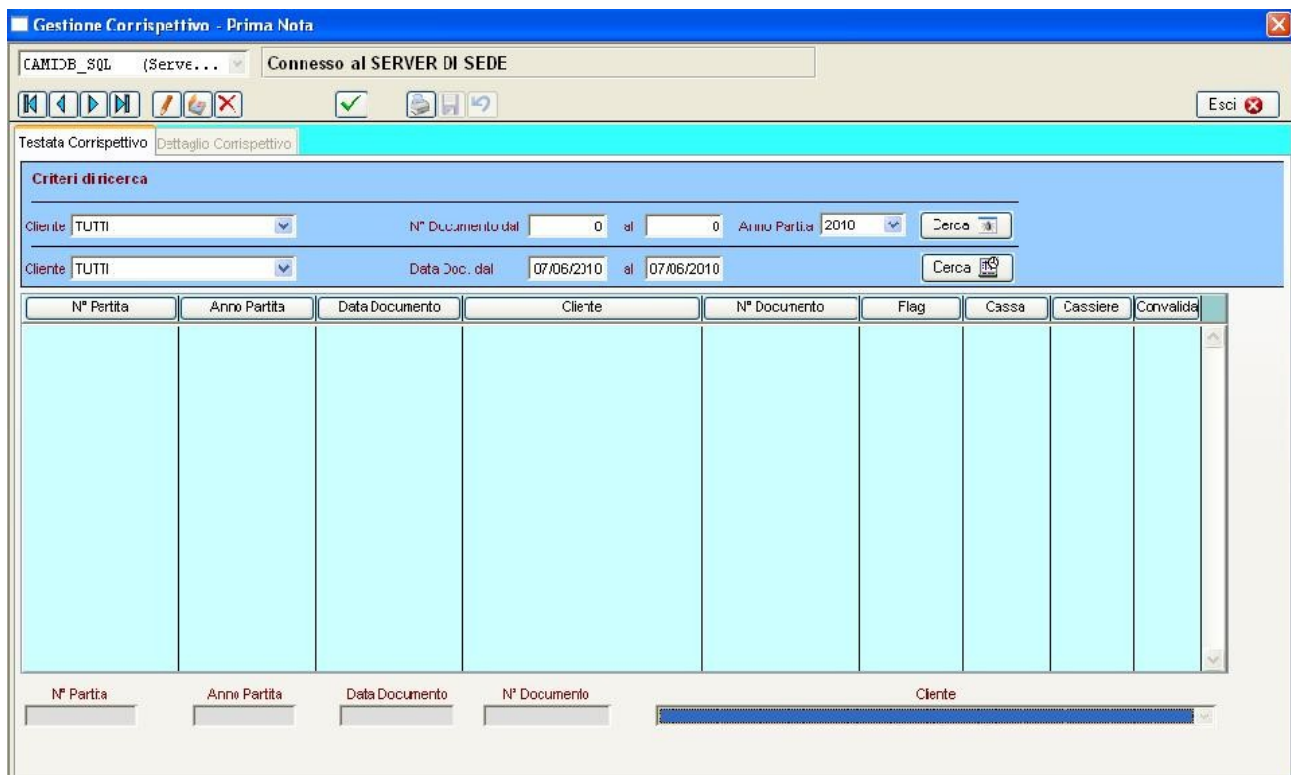 Gestione Corrispettivo - Prima Nota
CAMIDB_SQL (Serve... Connesso al SERVER DI SEDE
Esci
Testata Corrispettivo Dettaglio Corrispettivo
Criteri di ricerca
Cliente TUTTI N° Documento dal 0 al 0 Anno Partita 2010 Cerca
Cliente TUTTI Data Doc. dal 07/06/2010 al 07/06/2010 Cerca
N° Partita Anno Partita Data Documento Cliente N° Documento Flag Cassa Cassiere Convalida
N° Partita Anno Partita Data Documento N° Documento Cliente